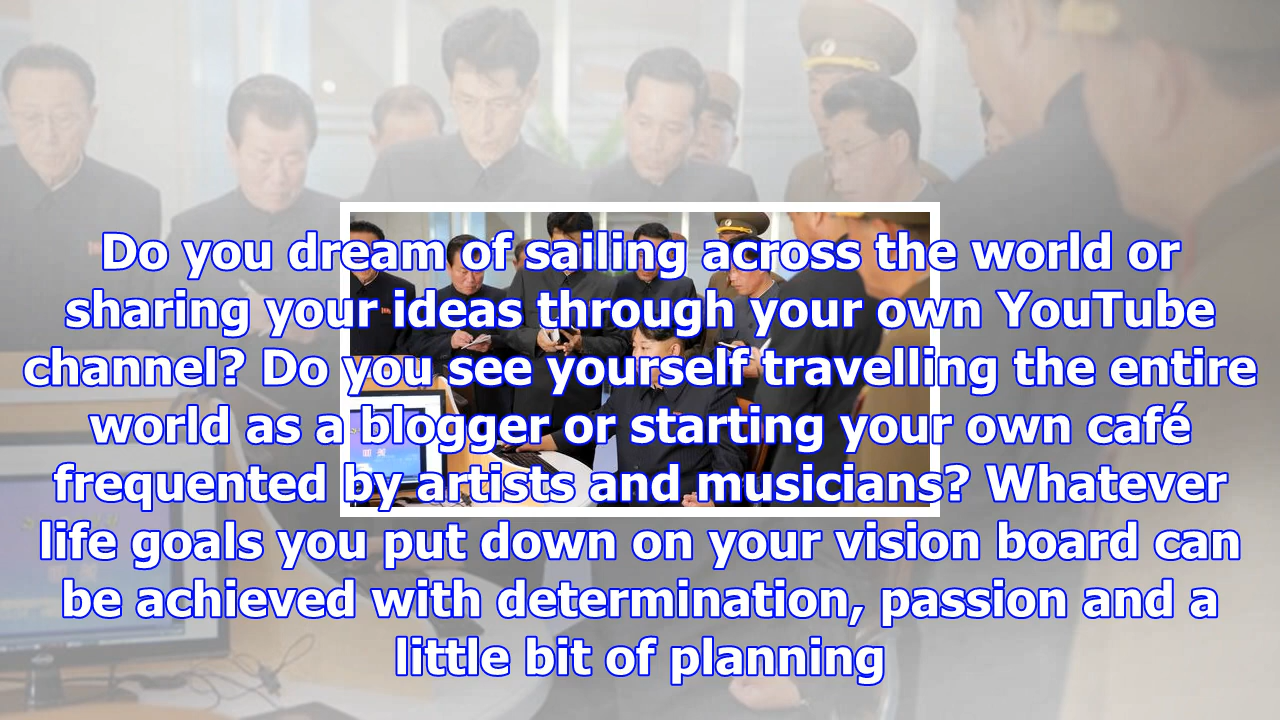 Do you dream of sailing across the world or
sharing your ideas through your own YouTube
channel? Do you see yourself travelling the entire
world as a blogger or starting your own café
frequented by artists and musicians? Whatever
life goals you put down on your vision board can
be achieved with determination, passion and a
little bit of planning